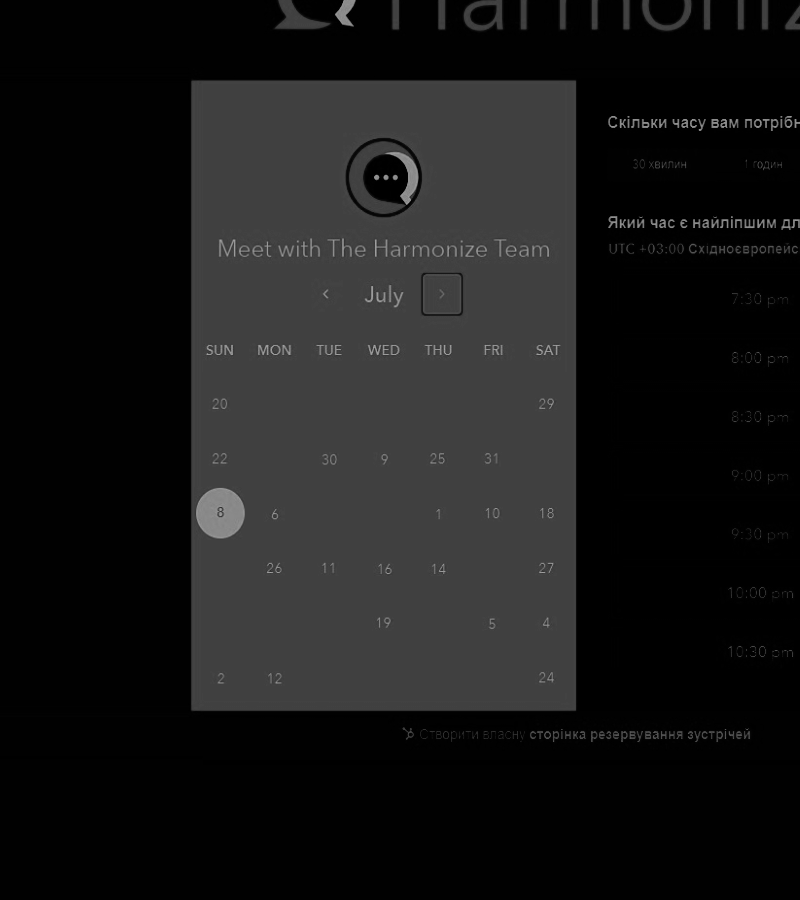 Harmoniz
Скільки часу вам потрібн
30 хвилин 1 годин
Meet with The Harmonize Team
Який час є найліпшим дл
UTC +03:00 Східноєвропейс
July
7:30 pm
SUN MON TUE WED THU FRI SAT
8:00 pm
20 29
8:30 pm
22 30 9 25 31
9:00 pm
8 6 1 10 18
9:30 pm
26 11 16 14 27
10:00 pm
19 5 4
10:30 pm
2 12 24
Створити власну сторінка резервування зустрічей